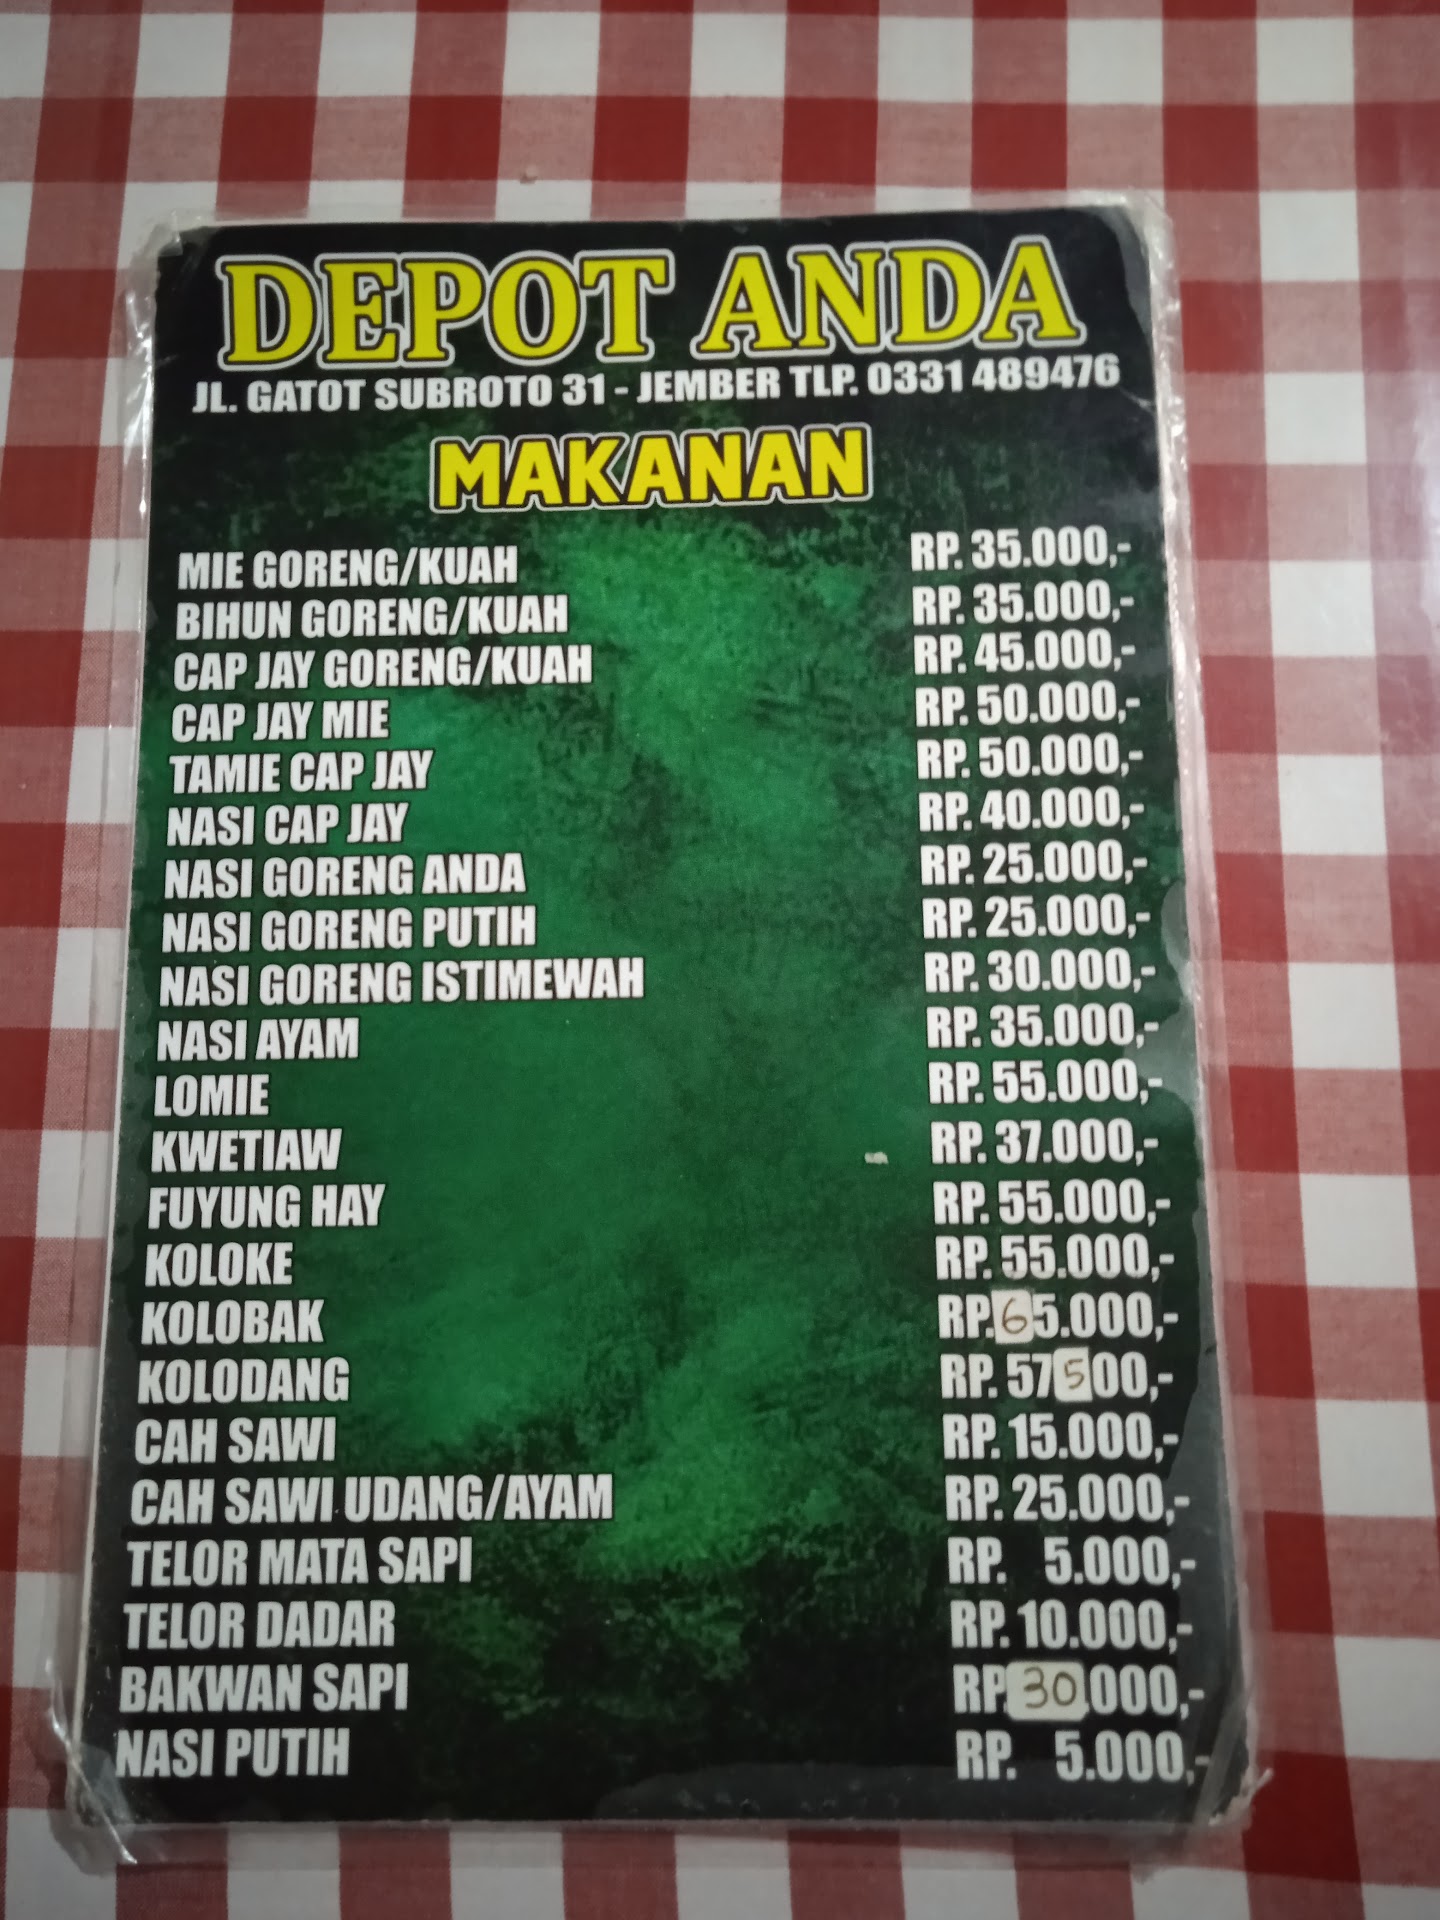 DEPOT ANDA
JL. GATOT SUBROTO 31 - JEMBER TLP. 0331 489476
MAKANAN
MIE GORENG/KUAH RP. 35.000,-
BIHUN GORENG/KUAH RP. 35.000,-
CAP JAY GORENG/KUAH RP. 45.000,-
CAP JAY MIE RP. 50.000,-
TAMIE CAP JAY RP. 50.000,-
NASI CAP JAY RP. 40.000,-
NASI GORENG ANDA RP. 25.000,-
NASI GORENG PUTIH RP. 25.000,-
NASI GORENG ISTIMEWAH RP. 30.000,-
NASI AYAM RP. 35.000,-
LOMIE RP. 55.000,-
KWETIAW RP. 37.000,-
FUYUNG HAY RP. 55.000,-
KOLOKE RP. 55.000,-
KOLOBAK RP. 65.000,-
KOLODANG RP. 57500,-
CAH SAWI RP. 15.000,-
CAH SAWI UDANG/AYAM RP. 25.000,-
TELOR MATA SAPI RP. 5.000,-
TELOR DADAR RP. 10.000,-
BAKWAN SAPI RP 30.000,-
NASI PUTIH RP. 5.000,-